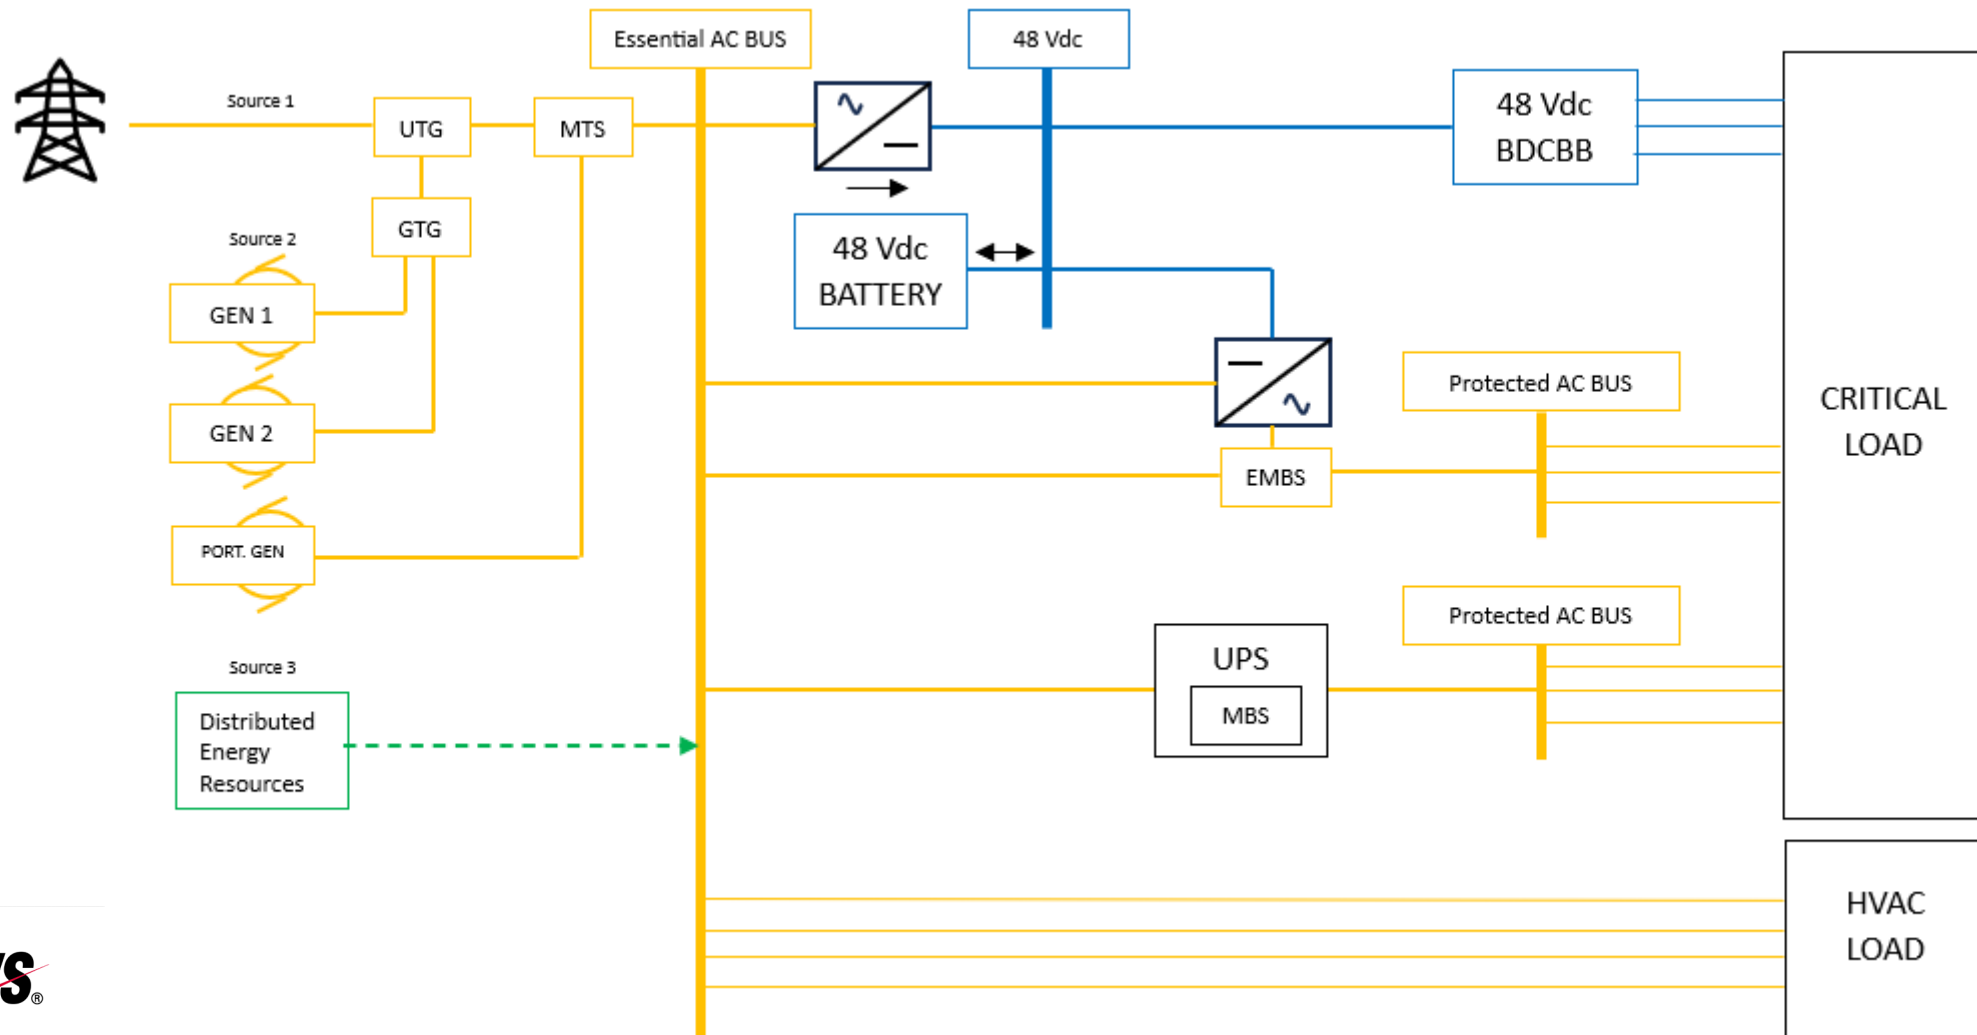 Essential AC BUS
48 Vdc
Source 1
UTG
MTS
48 Vdc
BDCBB
GTG
Source 2
GEN 1
48 Vdc
BATTERY
GEN 2
Protected AC BUS
CRITICAL
LOAD
EMBS
PORT. GEN
Protected AC BUS
Source 3
UPS
MBS
Distributed
Energy
Resources
HVAC
LOAD